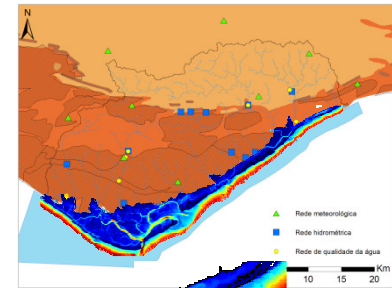 N
Rede meteorológica
Rede hidrométrica
Rede de qualidade da água
Km
10 15 20